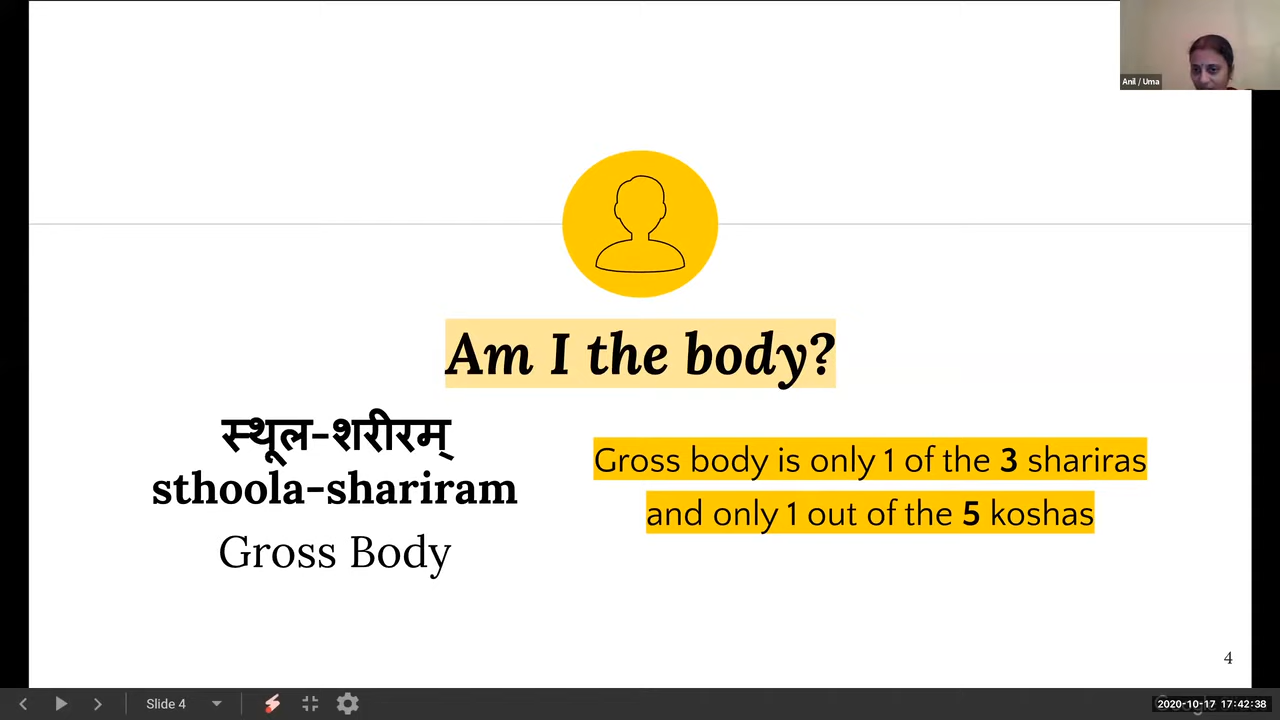 Anil / Uma
Am I the body?
स्थूल-शरीरम्
sthoola-shariram
Gross Body
Gross body is only 1 of the 3 shariras
and only 1 out of the 5 koshas
4
Slide 4
2020-10-17 17:42:38